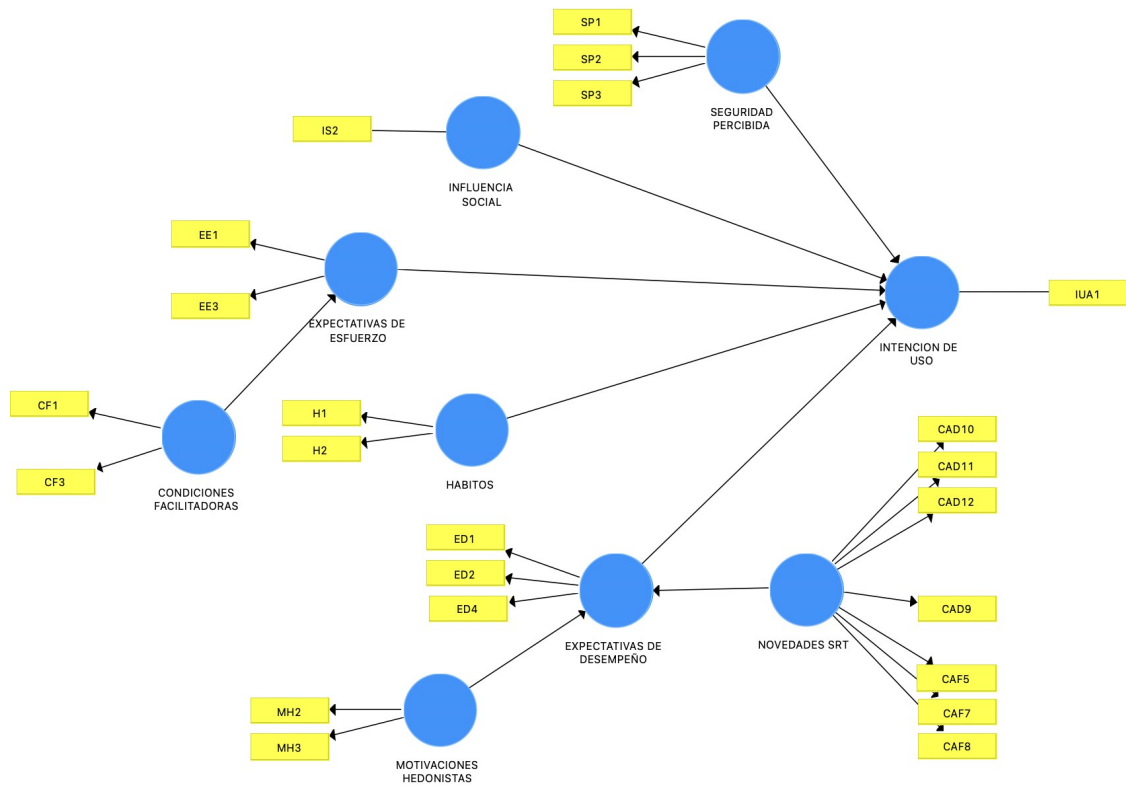 SP1
SP2
SP3
SEGURIDAD
PERCIBIDA
IS2
INFLUENCIA
SOCIAL
EE1
EE3
EXPECTATIVAS DE
ESFUERZO
IUA1
INTENCION DE
USO
CF1
CF3
CONDICIONES
FACILITADORAS
H1
H2
HABITOS
CAD10
CAD11
CAD12
CAD9
CAF5
CAF7
CAF8
NOVEDADES SRT
ED1
ED2
ED4
EXPECTATIVAS DE
DESEMPEÑO
MH2
MH3
MOTIVACIONES
HEDONISTAS